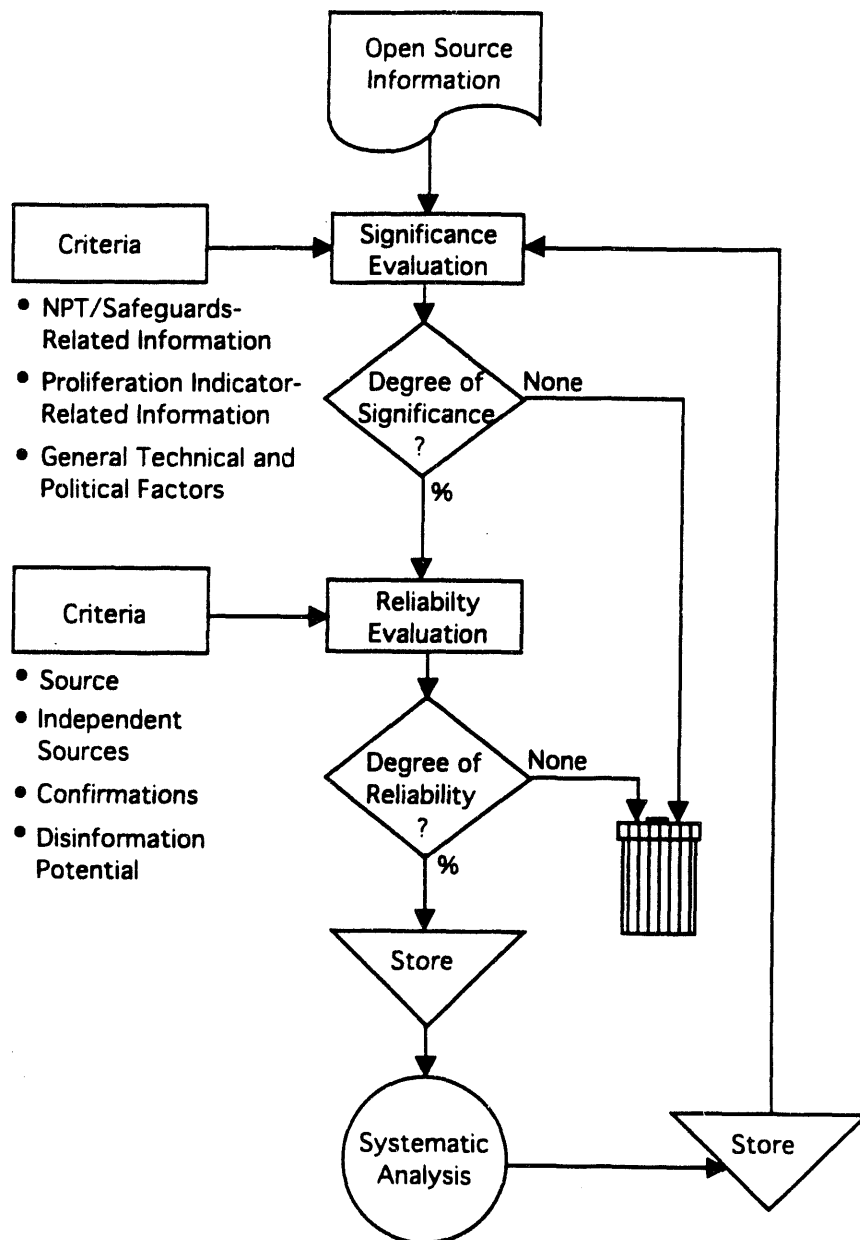 Open Source
Information
Criteria
Significance
Evaluation
• NPT/Safeguards-
Related Information
• Proliferation Indicator-
Related Information
• General Technical and
Political Factors
Degree of
Significance
?
None
%
Criteria
Reliabilty
Evaluation
• Source
• Independent
Sources
• Confirmations
• Disinformation
Potential
Degree of
Reliability
?
None
%
Store
Systematic
Analysis
Store